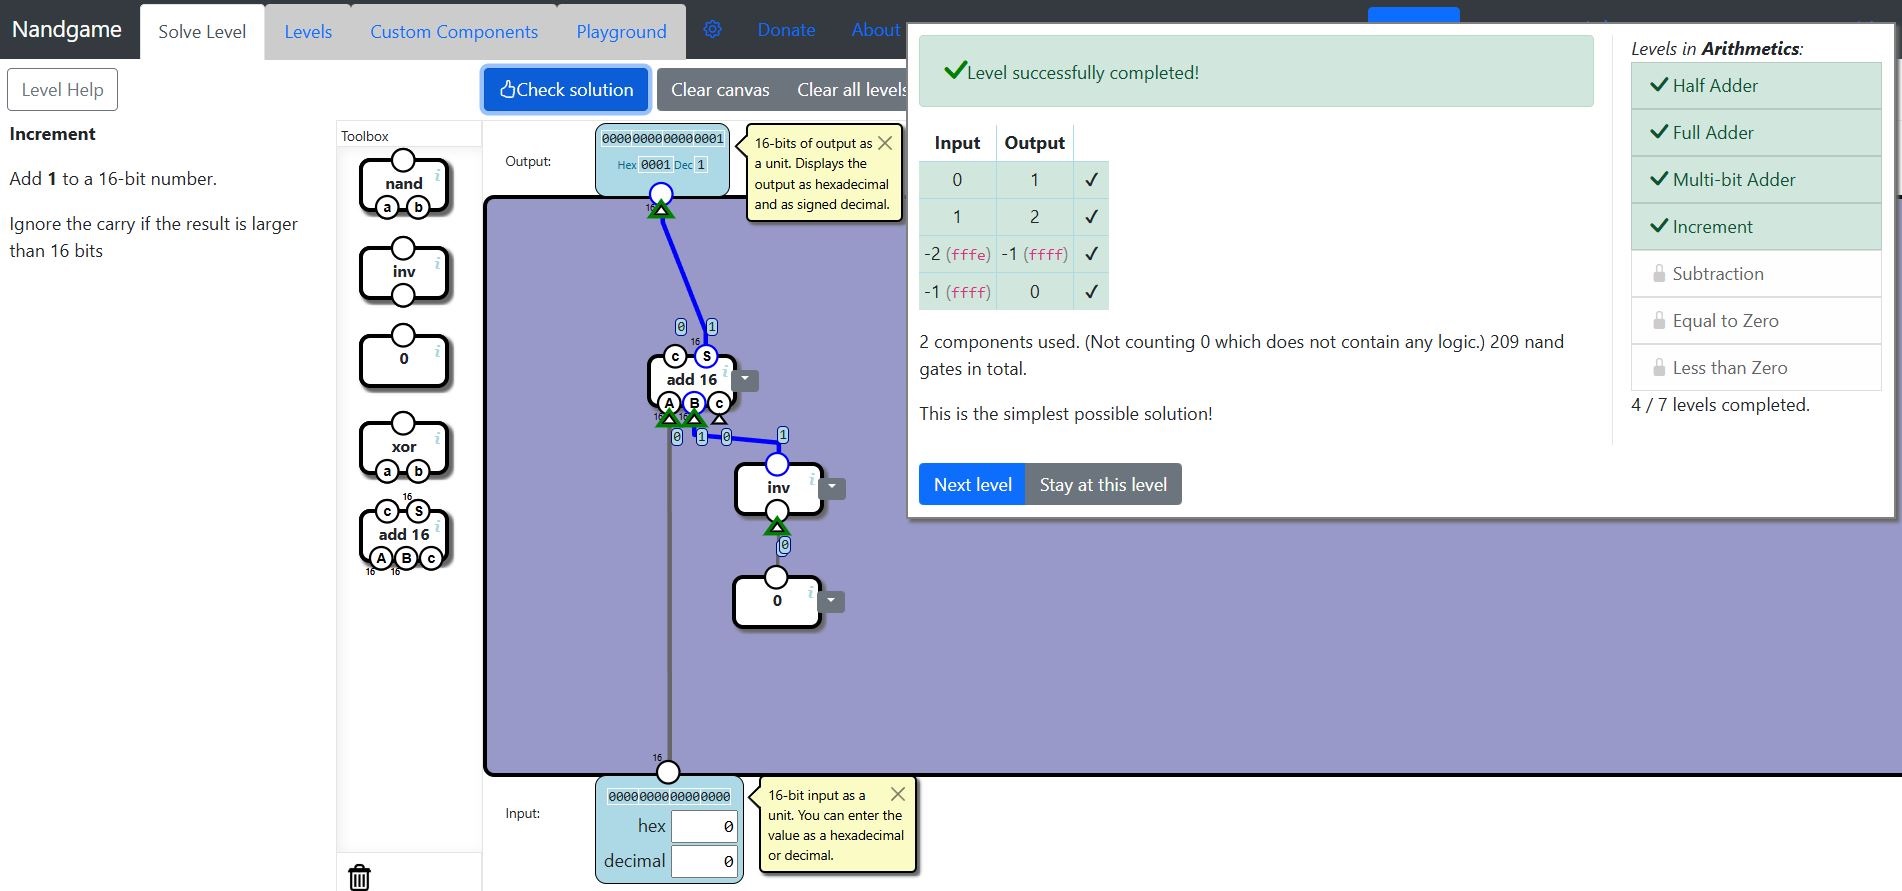 Nandgame
Solve Level
Levels
Custom Components
Playground
Donate
About
Level Help
Check solution
Clear canvas
Clear all levels
Increment
Add 1 to a 16-bit number.
Ignore the carry if the result is larger
than 16 bits
Toolbox
nand
a b
inv
0
xor
a b
16
c S
add 16
A B c
16 16
Output:
0000000000000001
Hex 0001 Dec 1
16-bits of output as
a unit. Displays the
output as hexadecimal
and as signed decimal.
16
0 1
16
c S
add 16
A B c
16 16
0 1 0 1
inv
0
0
16
Input:
0000000000000000
hex 0
decimal 0
16-bit input as a
unit. You can enter the
value as a hexadecimal
or decimal.
Level successfully completed!
Input Output
0 1 ✓
1 2 ✓
-2 (fffe) -1 (ffff) ✓
-1 (ffff) 0 ✓
2 components used. (Not counting 0 which does not contain any logic.) 209 nand
gates in total.
This is the simplest possible solution!
Next level
Stay at this level
Levels in Arithmetics:
Half Adder
Full Adder
Multi-bit Adder
Increment
Subtraction
Equal to Zero
Less than Zero
4 / 7 levels completed.